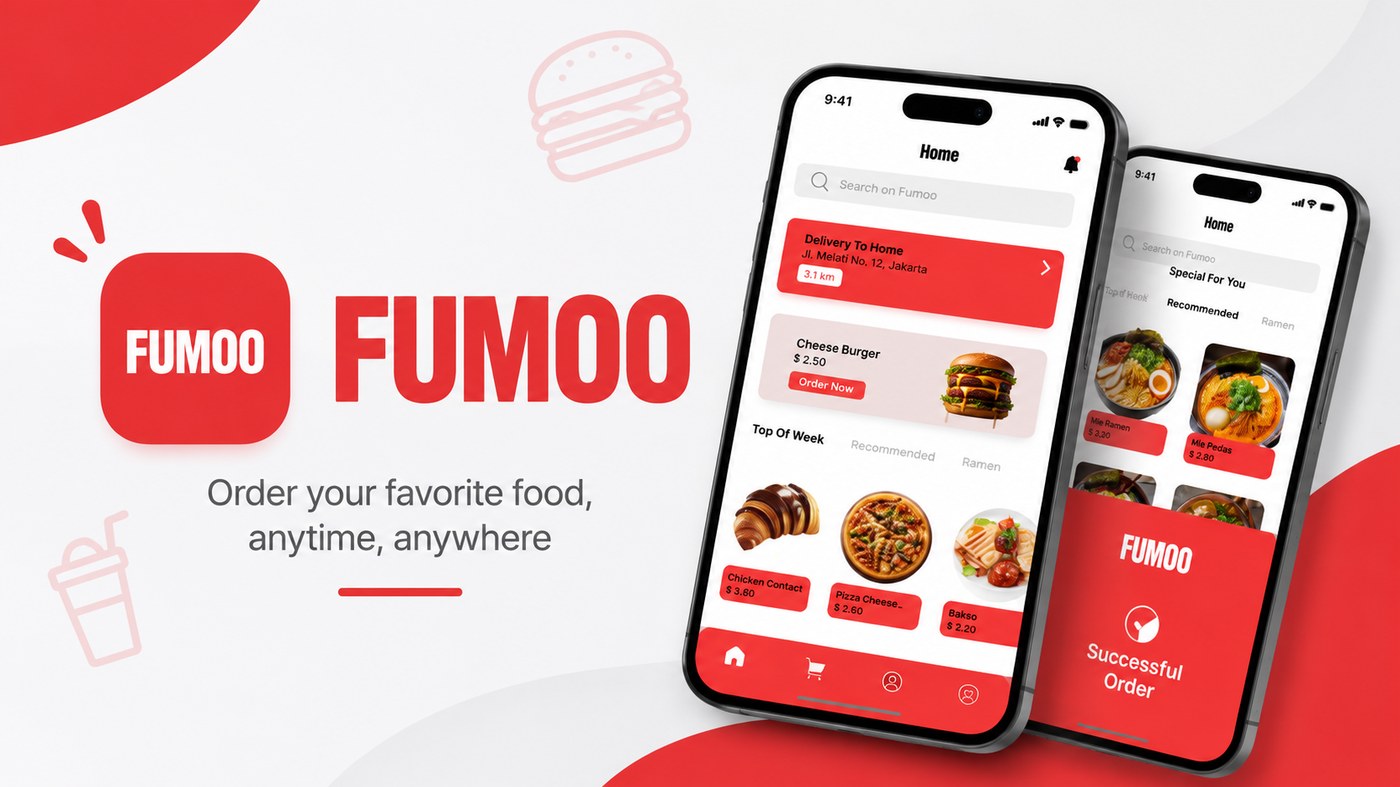 FUMOO
FUMOO
Order your favorite food,
anytime, anywhere
9:41
Home
Search on Fumoo
Delivery To Home
Jl. Melati No. 12, Jakarta
3.1 km
Cheese Burger
$ 2.50
Order Now
Top Of Week
Recommended
Ramen
Chicken Contact
$ 3.60
Pizza Cheese..
$ 2.60
Bakso
$ 2.20
9:41
Home
Search on Fumoo
Special For You
Top of Week
Recommended
Ramen
Mie Ramen
$ 3.20
Mie Pedas
$ 2.80
FUMOO
Successful
Order